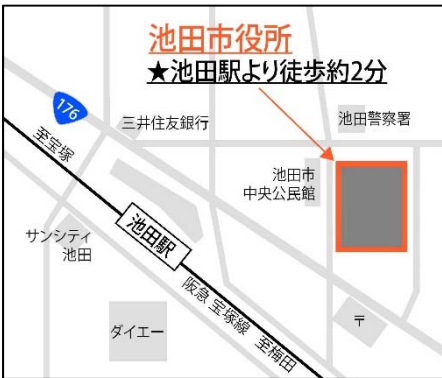 池田市役所
★池田駅より徒歩約2分
176
三井住友銀行
池田警察署
至宝塚
池田市
中央公民館
サンシティ
池田
池田駅
阪急 宝塚線 至梅田
ダイエー
〒